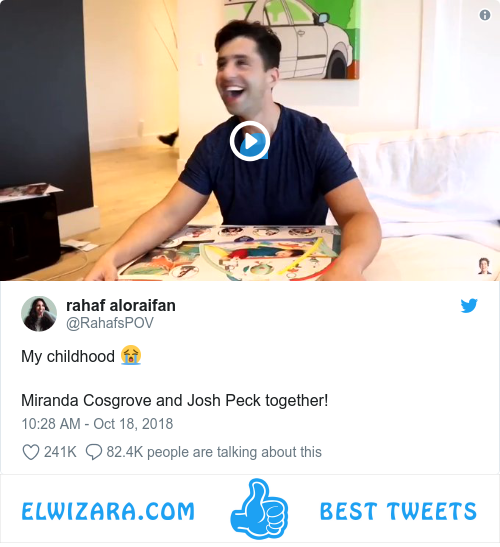 rahaf aloraifan
@RahafsPOV
My childhood 😭
Miranda Cosgrove and Josh Peck together!
10:28 AM - Oct 18, 2018
241K 82.4K people are talking about this
ELWIZARA.COM BEST TWEETS